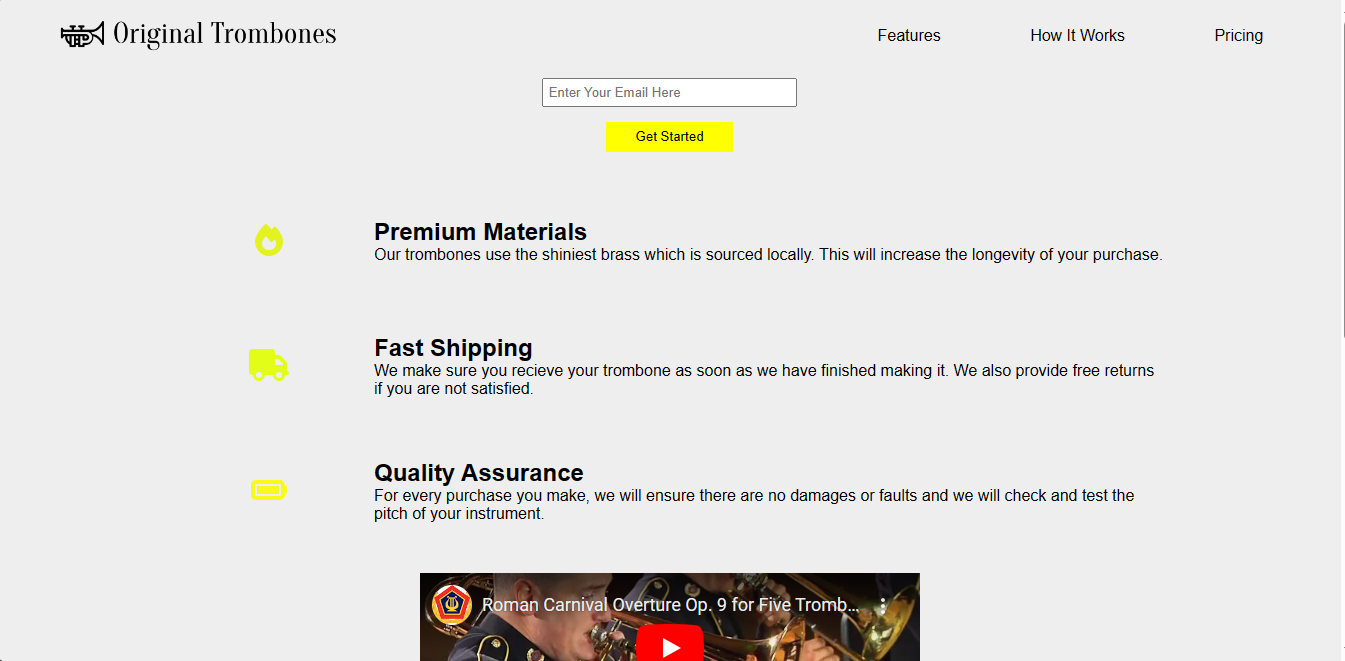 Original Trombones
Features
How It Works
Pricing
Enter Your Email Here
Get Started
Premium Materials
Our trombones use the shiniest brass which is sourced locally. This will increase the longevity of your purchase.
Fast Shipping
We make sure you recieve your trombone as soon as we have finished making it. We also provide free returns
if you are not satisfied.
Quality Assurance
For every purchase you make, we will ensure there are no damages or faults and we will check and test the
pitch of your instrument.
Roman Carnival Overture Op. 9 for Five Tromb...